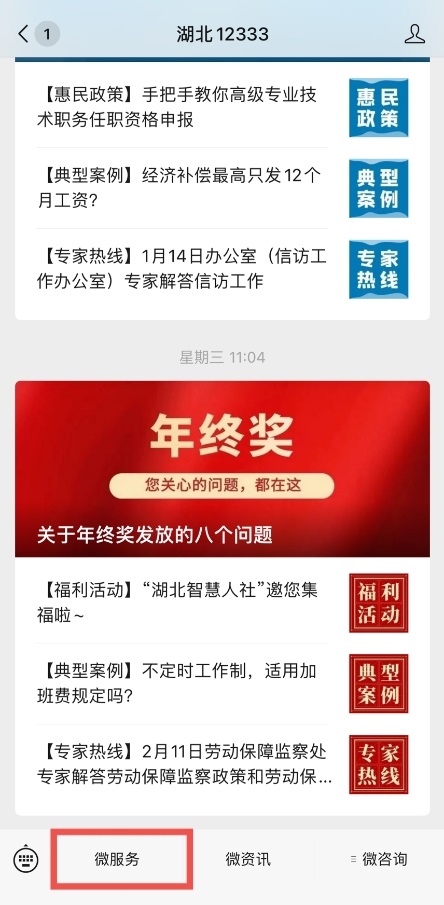 1
湖北12333
【惠民政策】手把手教你高级专业技
术职务任职资格申报
惠民
政策
【典型案例】经济补偿最高只发12个
月工资?
典型
案例
【专家热线】1月14日办公室（信访工
作办公室）专家解答信访工作
专家
热线
星期三 11:04
年终奖
您关心的问题，都在这
关于年终奖发放的八个问题
【福利活动】“湖北智慧人社”邀您集
福啦~
福利
活动
【典型案例】不定时工作制，适用加
班费规定吗?
典型
案例
【专家热线】2月11日劳动保障监察处
专家解答劳动保障监察政策和劳动保...
专家
热线
微服务
微资讯
微咨询